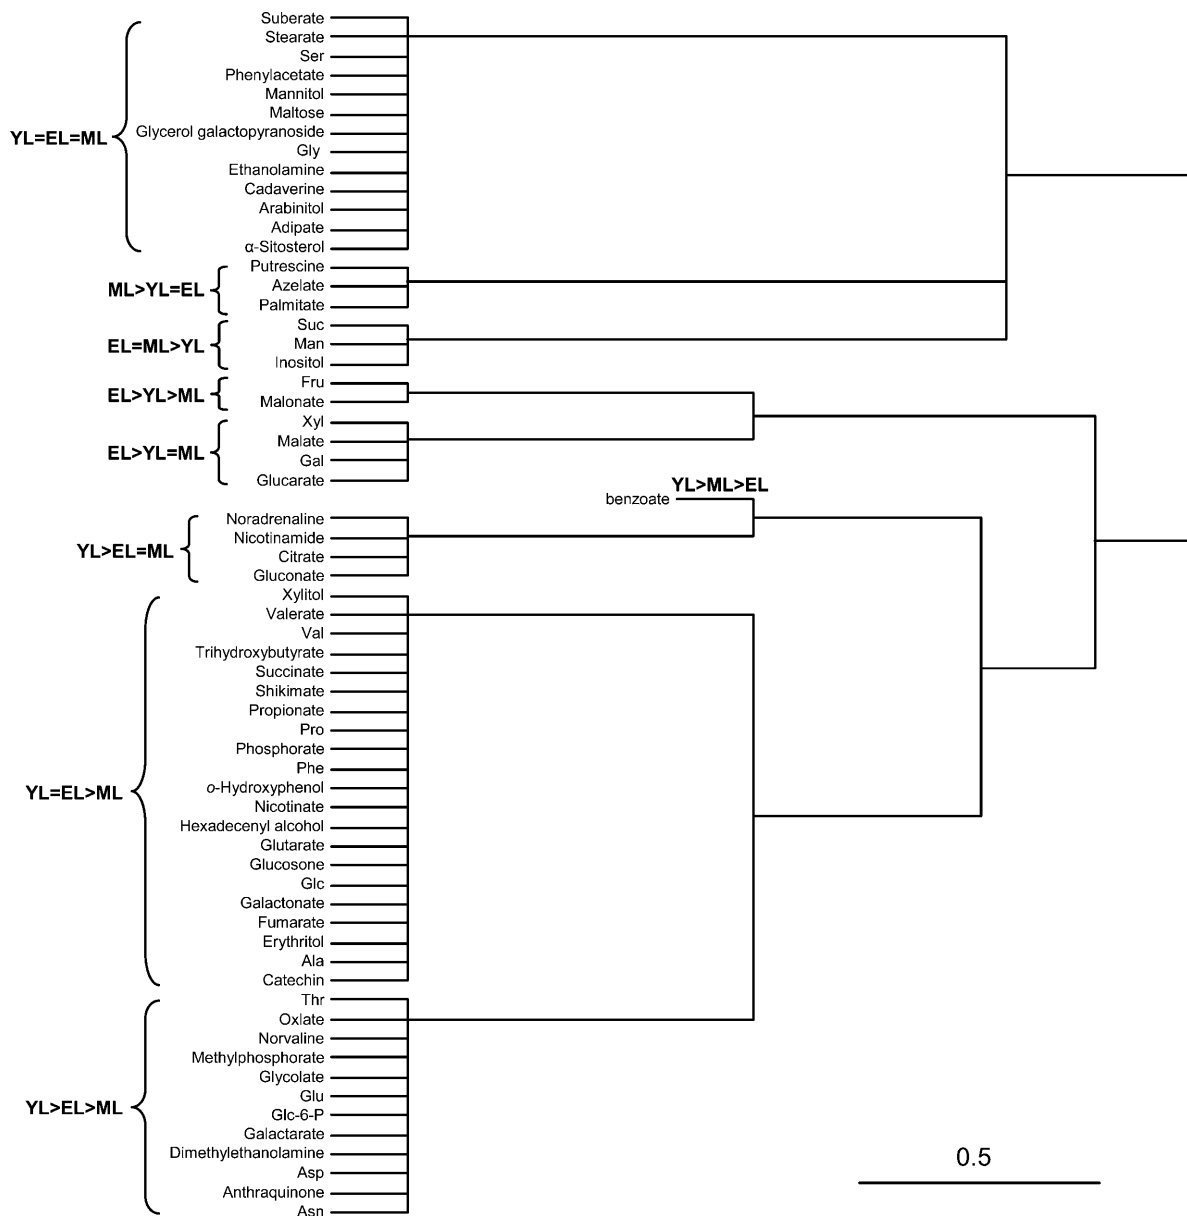 Suberate
Stearate
Ser
Phenylacetate
Mannitol
Maltose
YL=EL=ML
Glycerol galactopyranoside
Gly
Ethanolamine
Cadaverine
Arabinitol
Adipate
α-Sitosterol
Putrescine
ML>YL=EL
Azelate
Palmitate
Suc
EL=ML>YL
Man
Inositol
Fru
EL>YL>ML
Malonate
Xyl
Malate
EL>YL=ML
Gal
Glucarate
YL>ML>EL
benzoate
Noradrenaline
Nicotinamide
YL>EL=ML
Citrate
Gluconate
Xylitol
Valerate
Val
Trihydroxybutyrate
Succinate
Shikimate
Propionate
Pro
Phosphorate
Phe
YL=EL>ML
o-Hydroxyphenol
Nicotinate
Hexadecenyl alcohol
Glutarate
Glucosone
Glc
Galactonate
Fumarate
Erythritol
Ala
Catechin
Thr
Oxlate
Norvaline
Methylphosphorate
Glycolate
Glu
YL>EL>ML
Glc-6-P
Galactarate
Dimethylethanolamine
Asp
Anthraquinone
Asn
0.5